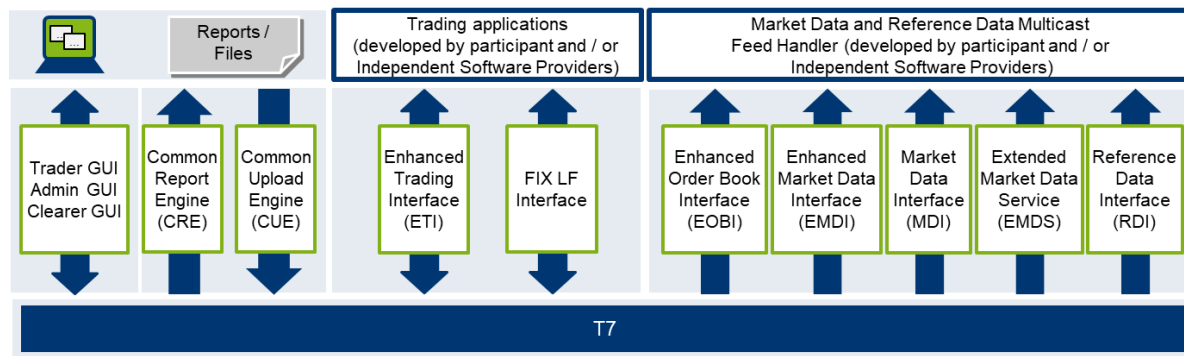 Reports /
Files
Trading applications
(developed by participant and / or
Independent Software Providers)
Market Data and Reference Data Multicast
Feed Handler (developed by participant and / or
Independent Software Providers)
Trader GUI
Admin GUI
Clearer GUI
Common
Report
Engine
(CRE)
Common
Upload
Engine
(CUE)
Enhanced
Trading
Interface
(ETI)
FIX LF
Interface
Enhanced
Order Book
Interface
(EOBI)
Enhanced
Market Data
Interface
(EMDI)
Market
Data
Interface
(MDI)
Extended
Market Data
Service
(EMDS)
Reference
Data
Interface
(RDI)
T7